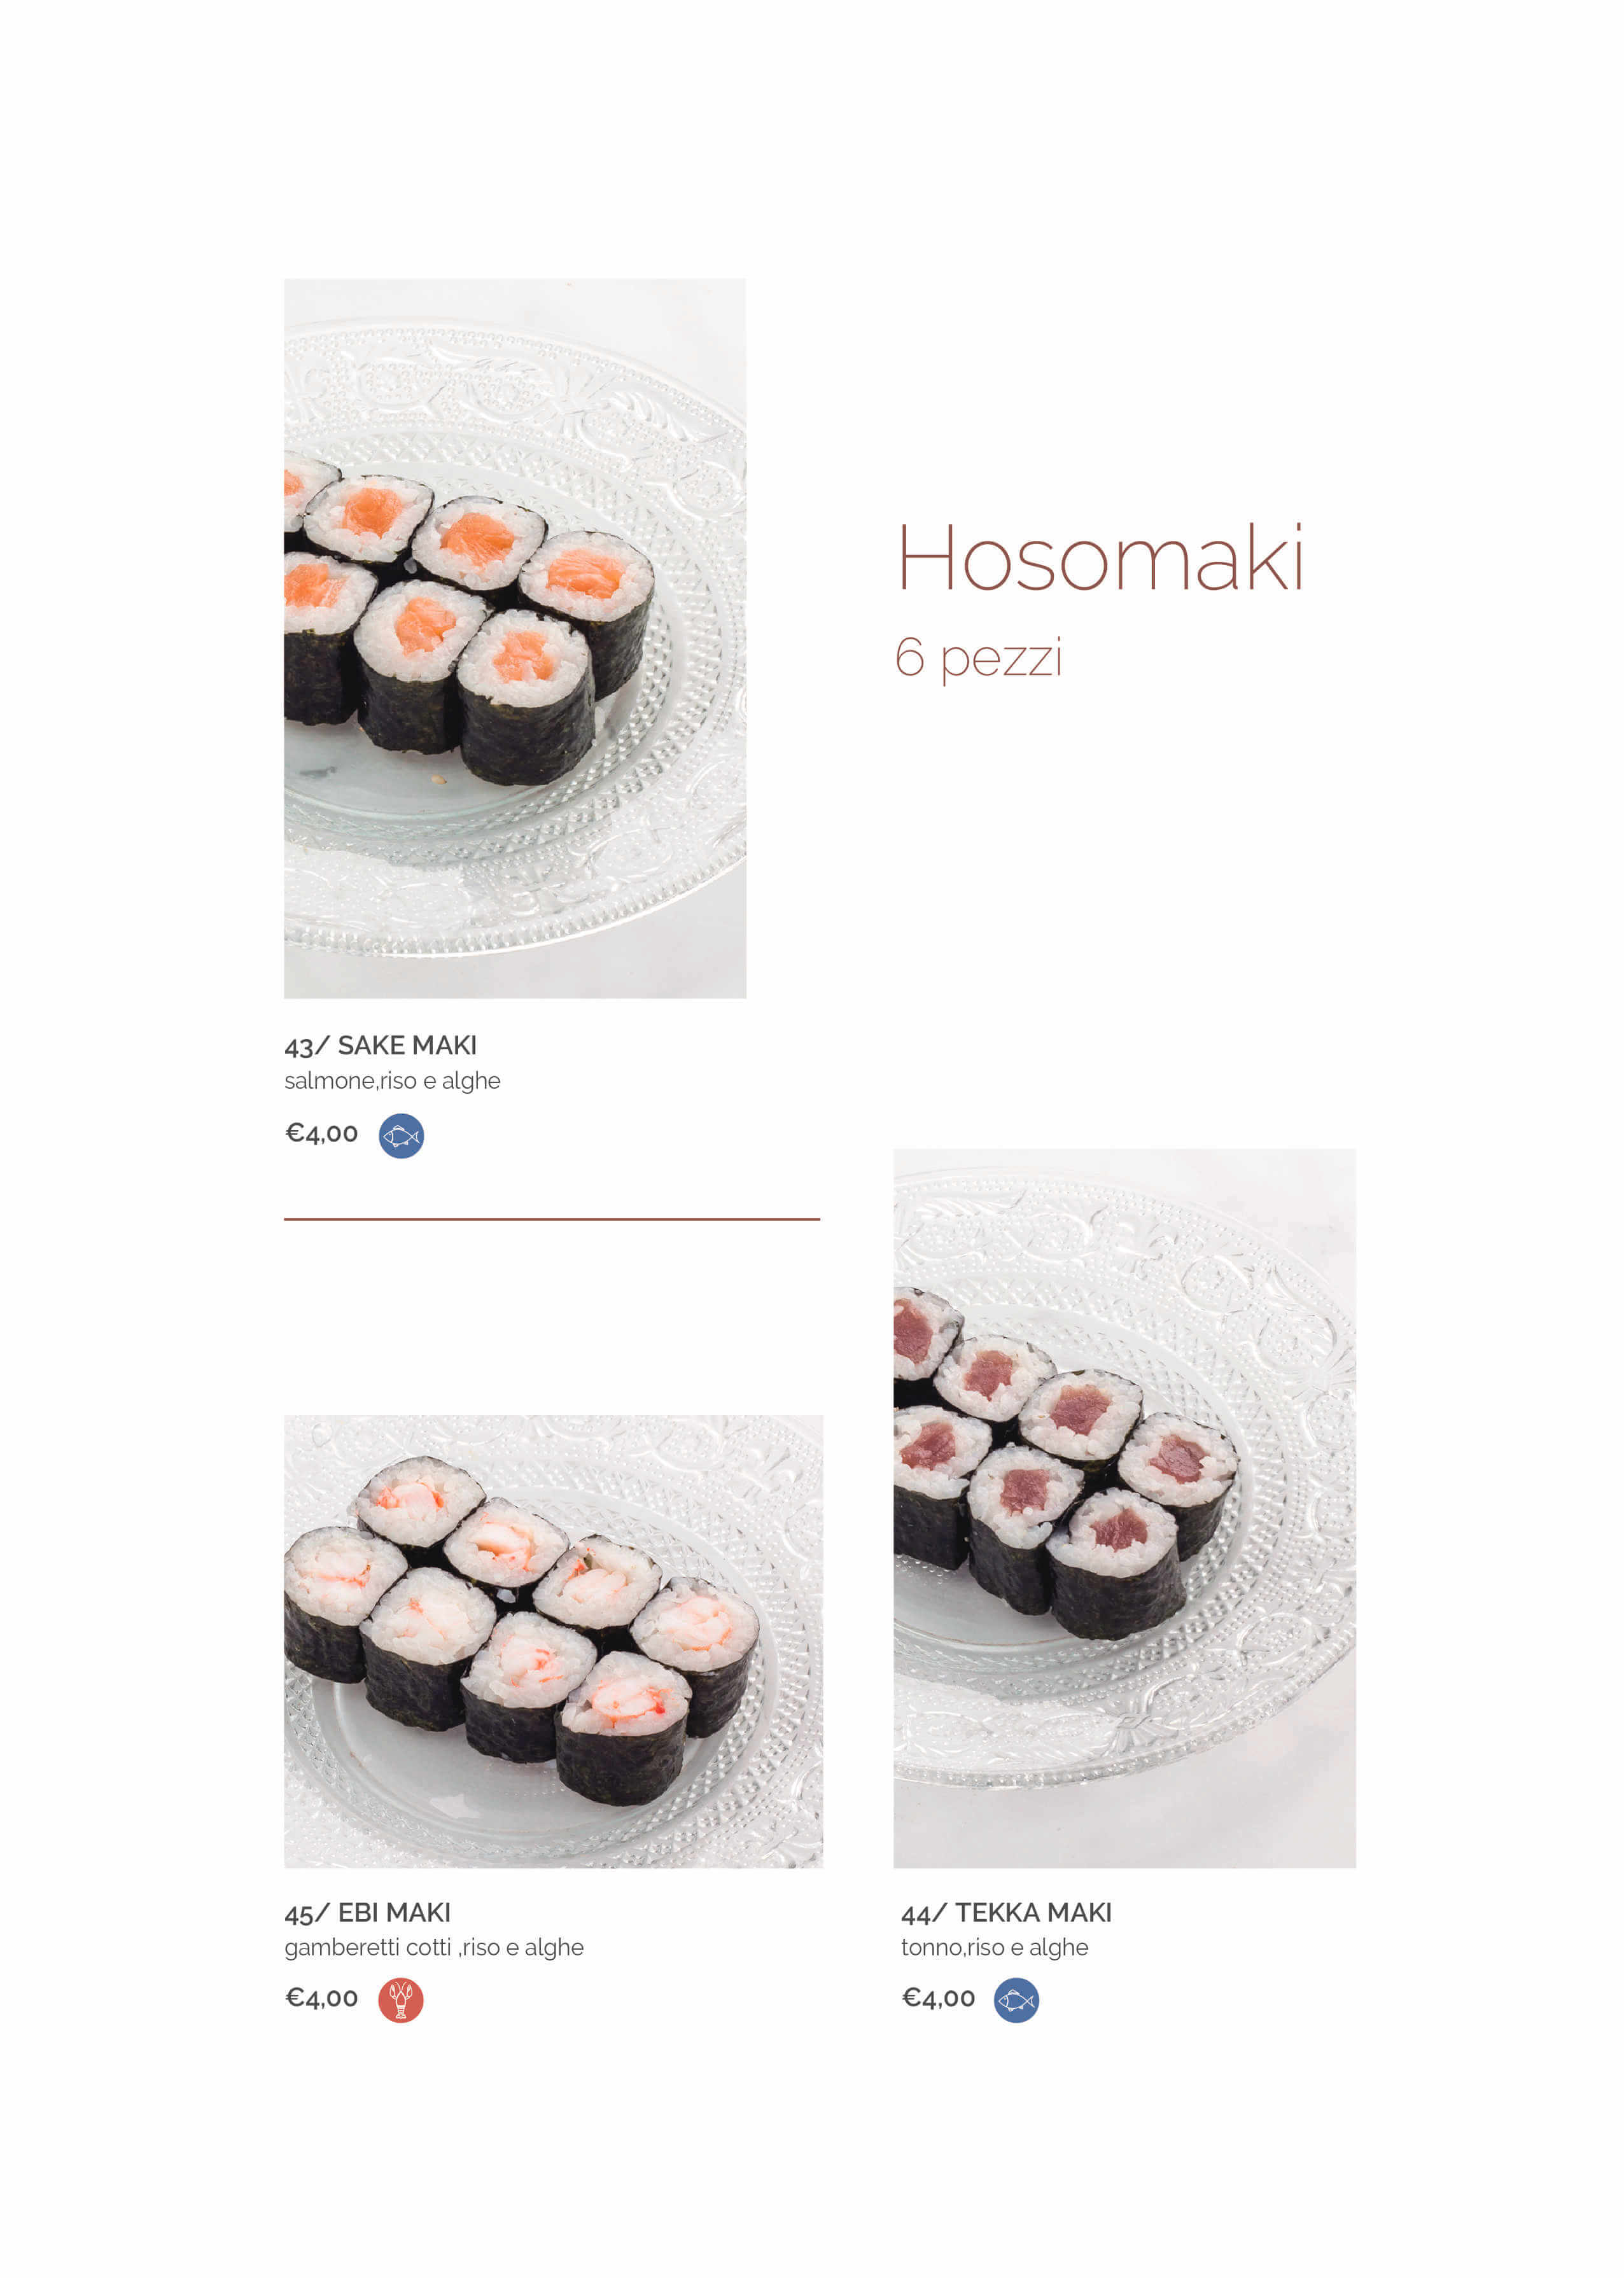 Hosomaki
6 pezzi
43/ SAKE MAKI
salmone,riso e alghe
€4,00
45/ EBI MAKI
gamberetti cotti ,riso e alghe
€4,00
44/ TEKKA MAKI
tonno,riso e alghe
€4,00